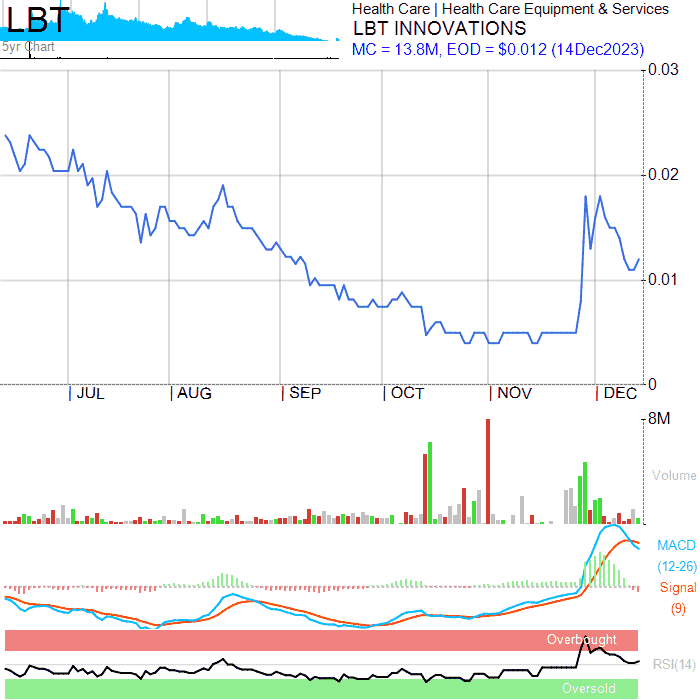 LBT
5yr Chart
Health Care | Health Care Equipment & Services
LBT INNOVATIONS
MC = 13.8M, EOD = $0.012 (14Dec2023)
0.03
0.02
0.01
0
JUL
AUG
SEP
OCT
NOV
DEC
8M
Volume
MACD
(12-26)
Signal
(9)
Overbought
RSI(14)
Oversold